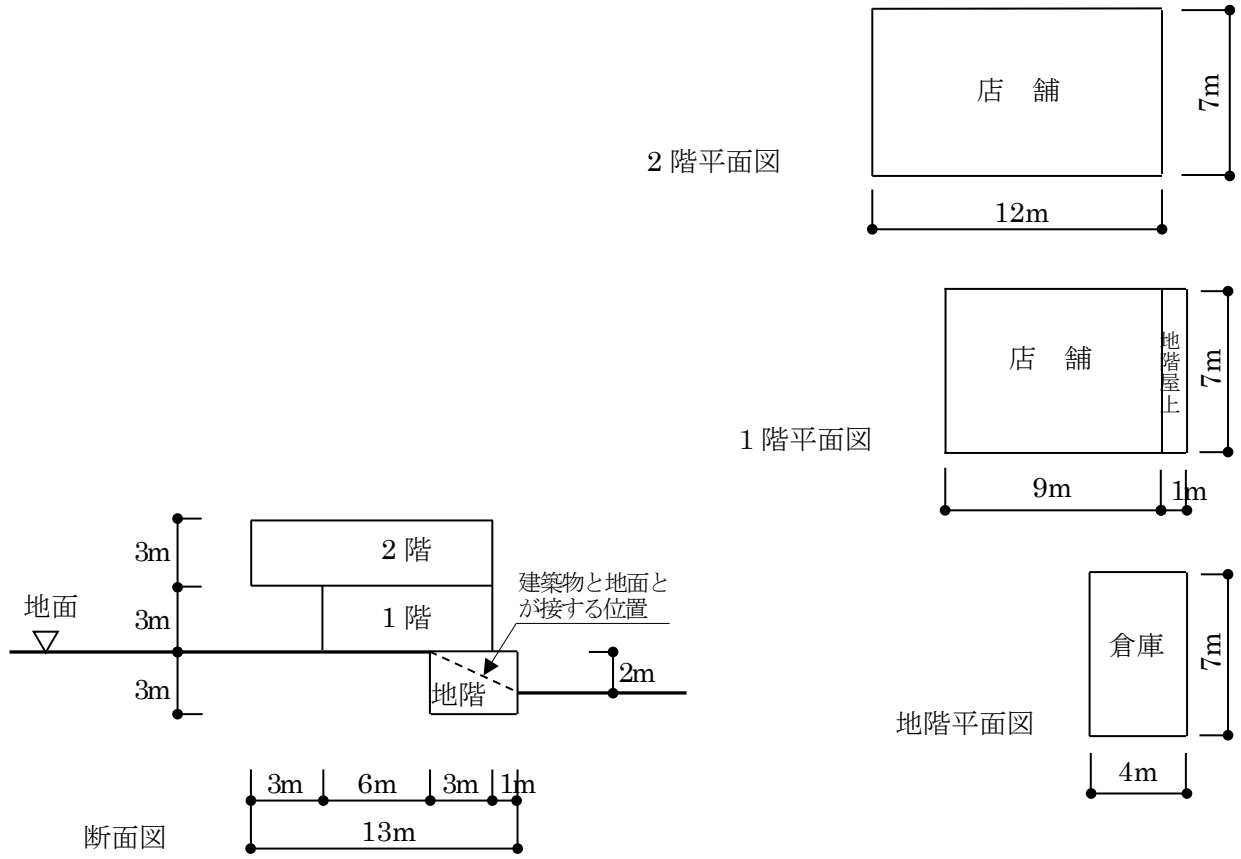 店 舗
7m
2 階平面図
12m
店 舗
地階屋上
7m
1 階平面図
9m
1m
3m
2 階
建築物と地面と
が接する位置
地面
3m
1 階
3m
地階
2m
倉庫
7m
地階平面図
4m
3m
6m
3m
1m
13m
断面図